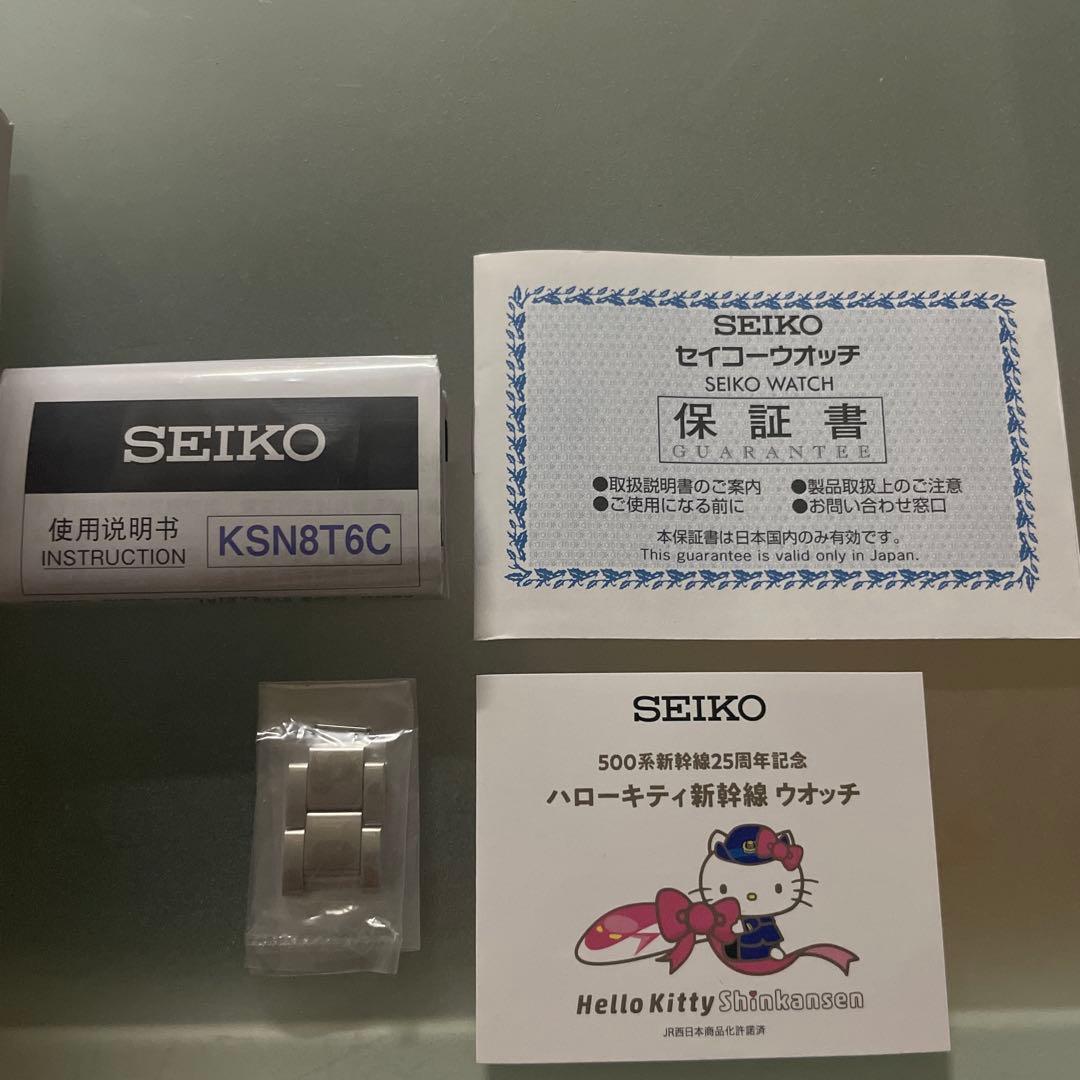 SEIKO
使用说明书
INSTRUCTION
KSN8T6C
SEIKO
セイコーウオッチ
SEIKO WATCH
保証書
GUARANTEE
●取扱説明書のご案内 ●製品取扱上のご注意
●ご使用になる前に ●お問い合わせ窓口
本保証書は日本国内のみ有効です。
This guarantee is valid only in Japan.
SEIKO
500系新幹線25周年記念
ハローキティ新幹線 ウオッチ
Hello Kitty Shinkansen
JR西日本商品化許諾済